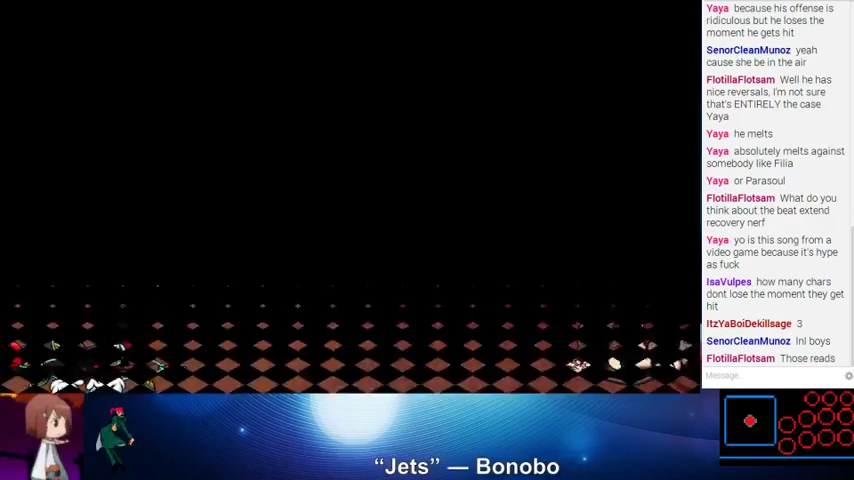 Yaya because his offense is
ridiculous but he loses the
moment he gets hit
SenorCleanMunoz yeah
cause she be in the air
FlotillaFlotsam Well he has
nice reversals, I'm not sure
that's ENTIRELY the case
Yaya
Yaya he melts
Yaya absolutely melts against
somebody like Filia
Yaya or Parasoul
FlotillaFlotsam What do you
think about the beat extend
recovery nerf
Yaya yo is this song from a
video game because it's hype
as fuck
IsaVulpes how many chars
dont lose the moment they get
hit
ItzYaBoiDekillsage 3
SenorCleanMunoz lnl boys
FlotillaFlotsam Those reads
Message...
“Jets” — Bonobo